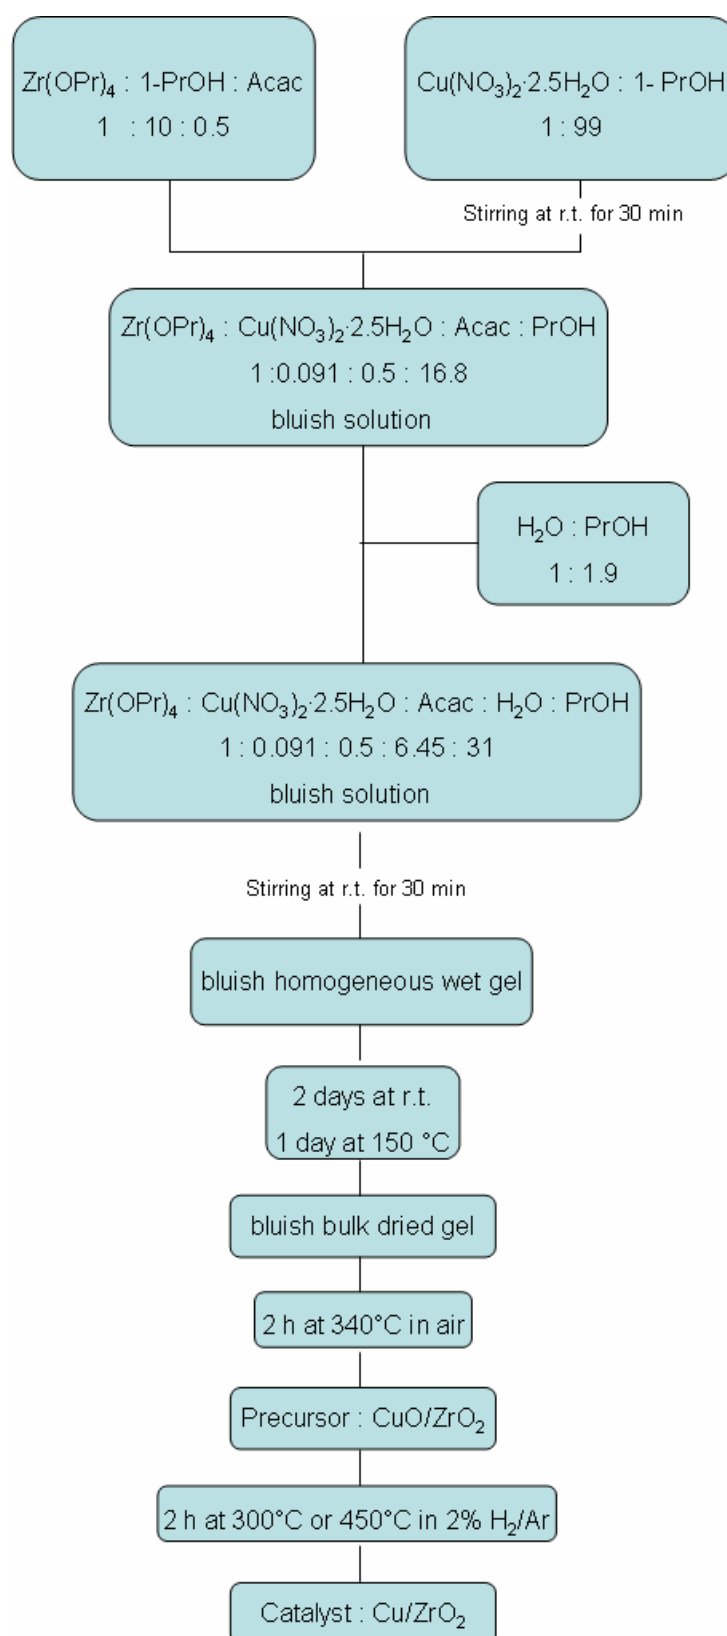 Zr(OPr)₄ : 1-PrOH : Acac
1 : 10 : 0.5
Cu(NO₃)₂·2.5H₂O : 1- PrOH
1 : 99
Stirring at r.t. for 30 min
Zr(OPr)₄ : Cu(NO₃)₂·2.5H₂O : Acac : PrOH
1 :0.091 : 0.5 : 16.8
bluish solution
H₂O : PrOH
1 : 1.9
Zr(OPr)₄ : Cu(NO₃)₂·2.5H₂O : Acac : H₂O : PrOH
1 : 0.091 : 0.5 : 6.45 : 31
bluish solution
Stirring at r.t. for 30 min
bluish homogeneous wet gel
2 days at r.t.
1 day at 150 °C
bluish bulk dried gel
2 h at 340°C in air
Precursor : CuO/ZrO₂
2 h at 300°C or 450°C in 2% H₂/Ar
Catalyst : Cu/ZrO₂